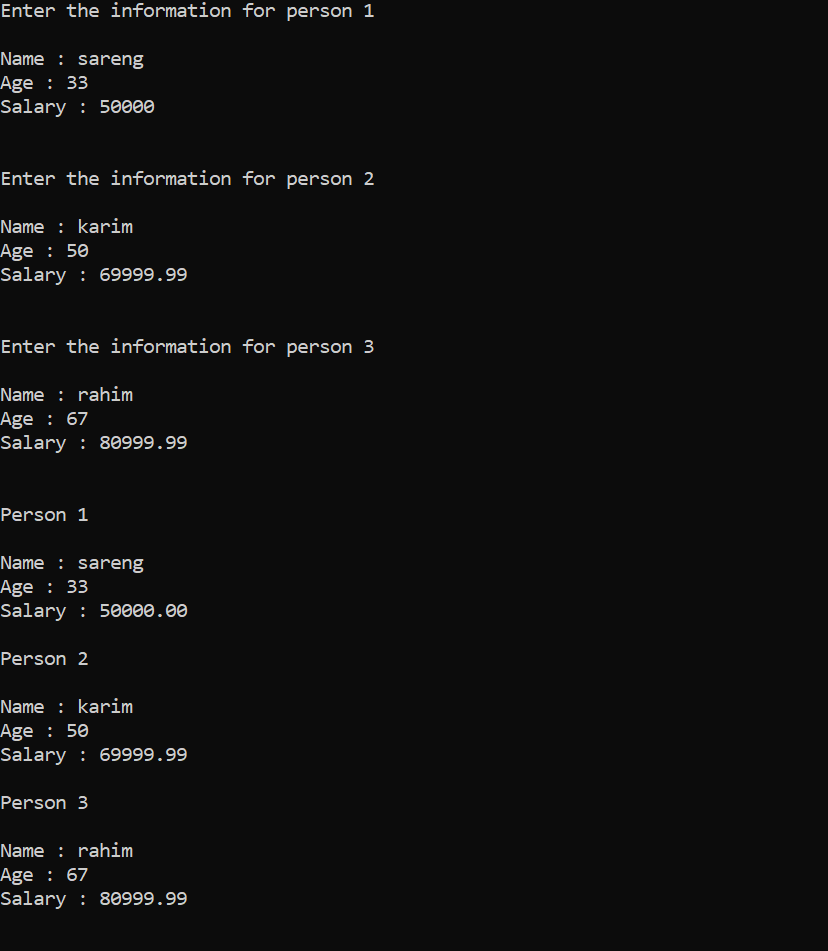 Enter the information for person 1
Name : sareng
Age : 33
Salary : 50000
Enter the information for person 2
Name : karim
Age : 50
Salary : 69999.99
Enter the information for person 3
Name : rahim
Age : 67
Salary : 80999.99
Person 1
Name : sareng
Age : 33
Salary : 50000.00
Person 2
Name : karim
Age : 50
Salary : 69999.99
Person 3
Name : rahim
Age : 67
Salary : 80999.99